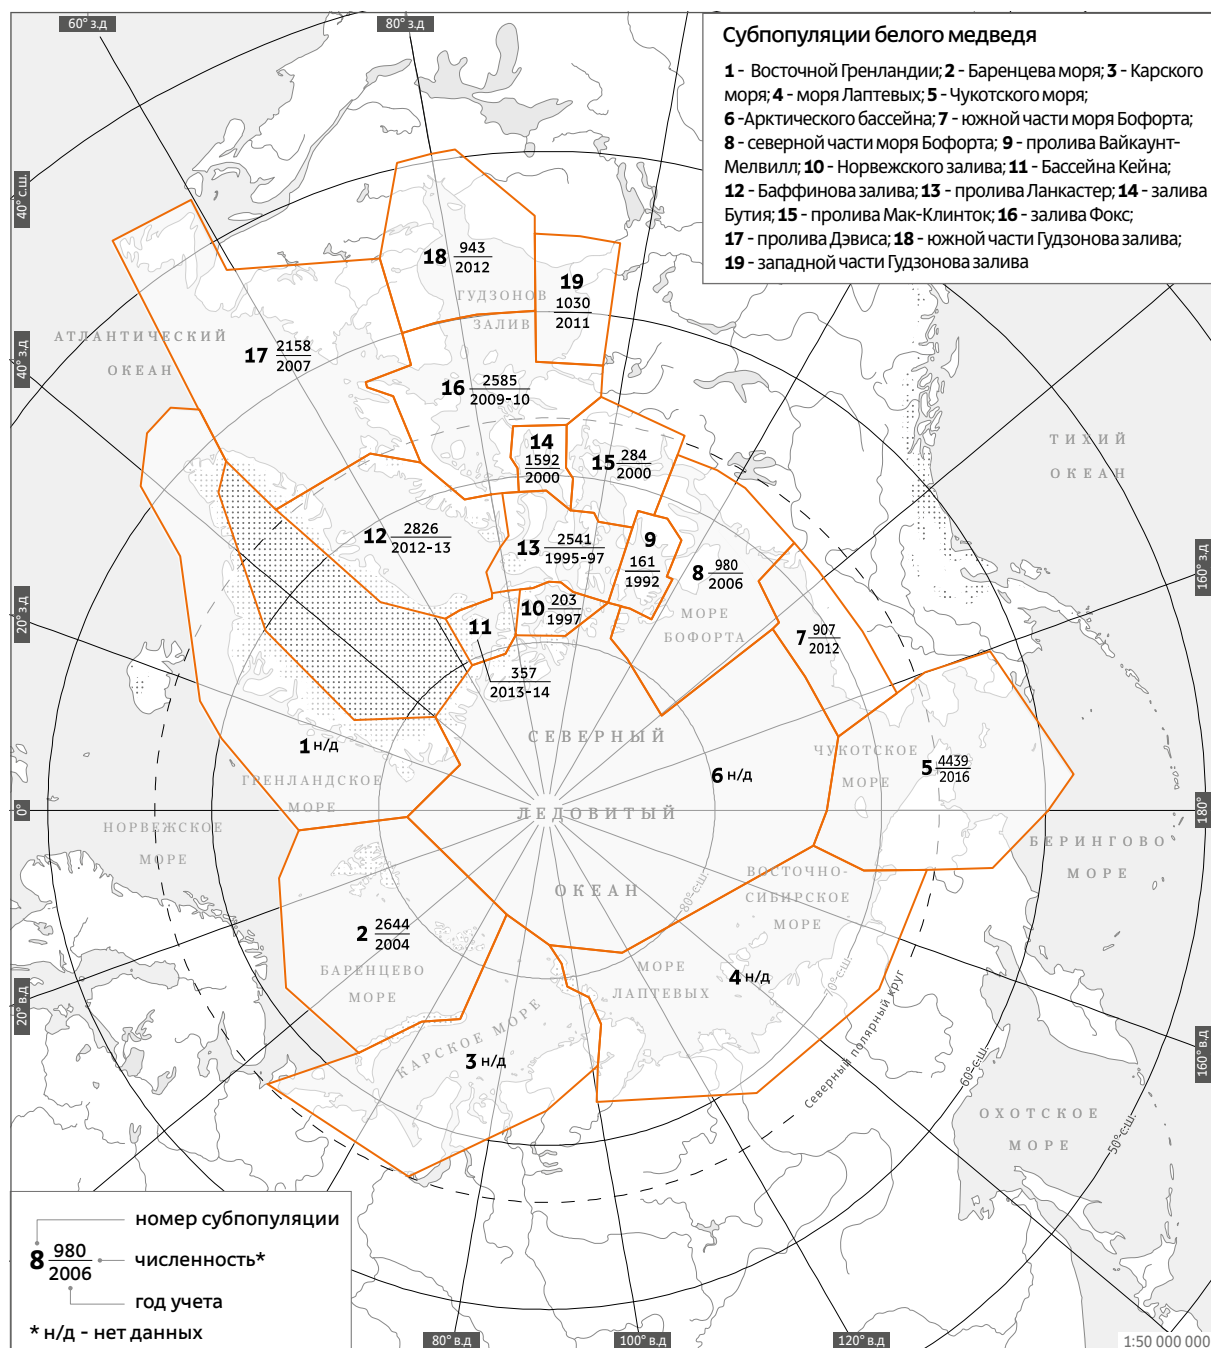 60° з.д
80° з.д
Субпопуляции белого медведя
1 - Восточной Гренландии; 2 - Баренцева моря; 3 - Карского
моря; 4 - моря Лаптевых; 5 - Чукотского моря;
6 -Арктического бассейна; 7 - южной части моря Бофорта;
8 - северной части моря Бофорта; 9 - пролива Вайкаунт-
Мелвилл; 10 - Норвежского залива; 11 - Бассейна Кейна;
12 - Баффинова залива; 13 - пролива Ланкастер; 14 - залива
Бутия; 15 - пролива Мак-Клинток; 16 - залива Фокс;
17 - пролива Дэвиса; 18 - южной части Гудзонова залива;
19 - западной части Гудзонова залива
40° с.ш.
40° з.д
20° з.д
0°
20° в.д
160° з.д
180°
160° в.д
18 943
2012
19
1030
2011
ГУДЗОНОВ
ЗАЛИВ
АТЛАНТИЧЕСКИЙ
ОКЕАН
17 2158
2007
16 2585
2009-10
14
1592
2000
15 284
2000
ТИХИЙ
ОКЕАН
12 2826
2012-13
13 2541
1995-97
9
161
1992
8 980
2006
МОРЕ
БОФОРТА
10 203
1997
11
357
2013-14
7 907
2012
СЕВЕРНЫЙ
1 н/д
ГРЕНЛАНДСКОЕ
МОРЕ
6 н/д
ЧУКОТСКОЕ
МОРЕ
5 4439
2016
ЛЕДОВИТЫЙ
НОРВЕЖСКОЕ
МОРЕ
БЕРИНГОВО
МОРЕ
ОКЕАН
80° с.ш.
ВОСТОЧНО-
СИБИРСКОЕ
МОРЕ
2 2644
2004
БАРЕНЦЕВО
МОРЕ
МОРЕ
ЛАПТЕВЫХ
4 н/д
70° с.ш.
Северный полярный круг
КАРСКОЕ МОРЕ
3 н/д
60° с.ш.
50° с.ш.
ОХОТСКОЕ
МОРЕ
номер субпопуляции
8 980
2006
численность*
год учета
* н/д - нет данных
80° в.д
100° в.д
120° в.д
1:50 000 000